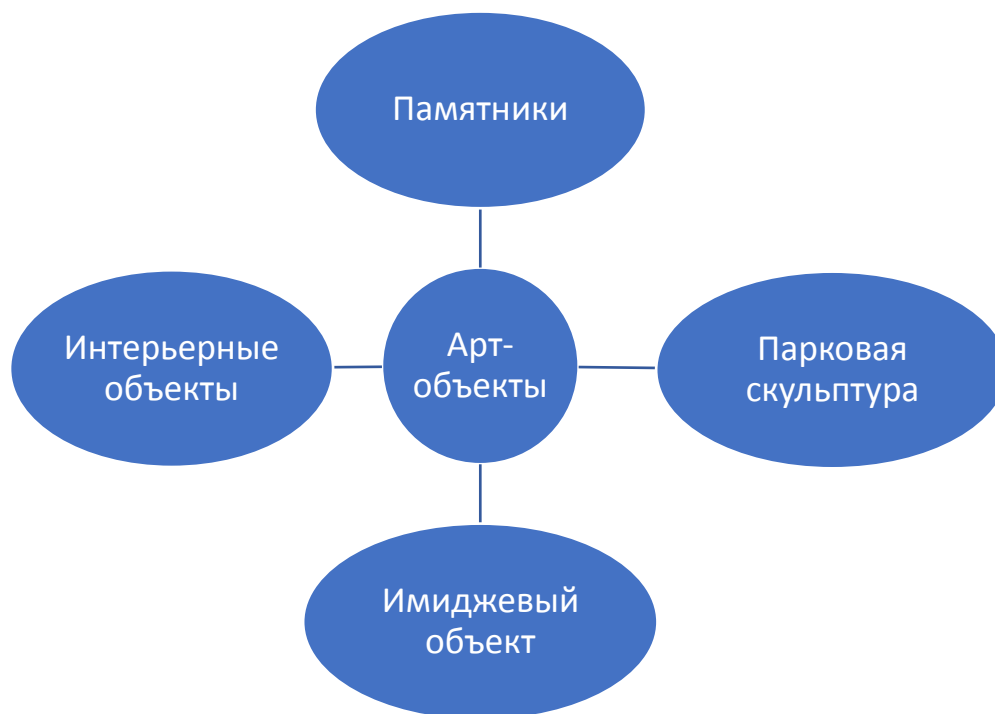 Памятники
Интерьерные
объекты
Арт-
объекты
Парковая
скульптура
Имиджевый
объект